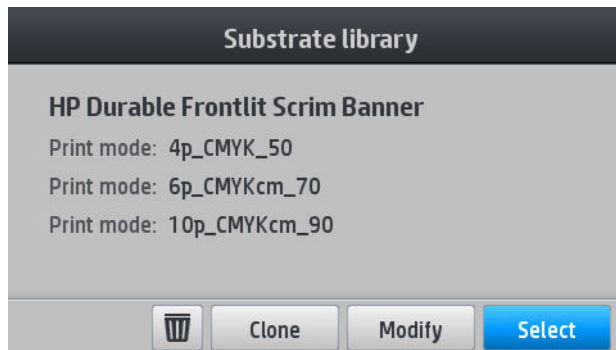 Substrate library
HP Durable Frontlit Scrim Banner
Print mode: 4p_CMYK_50
Print mode: 6p_CMYKcm_70
Print mode: 10p_CMYKcm_90
Clone Modify Select